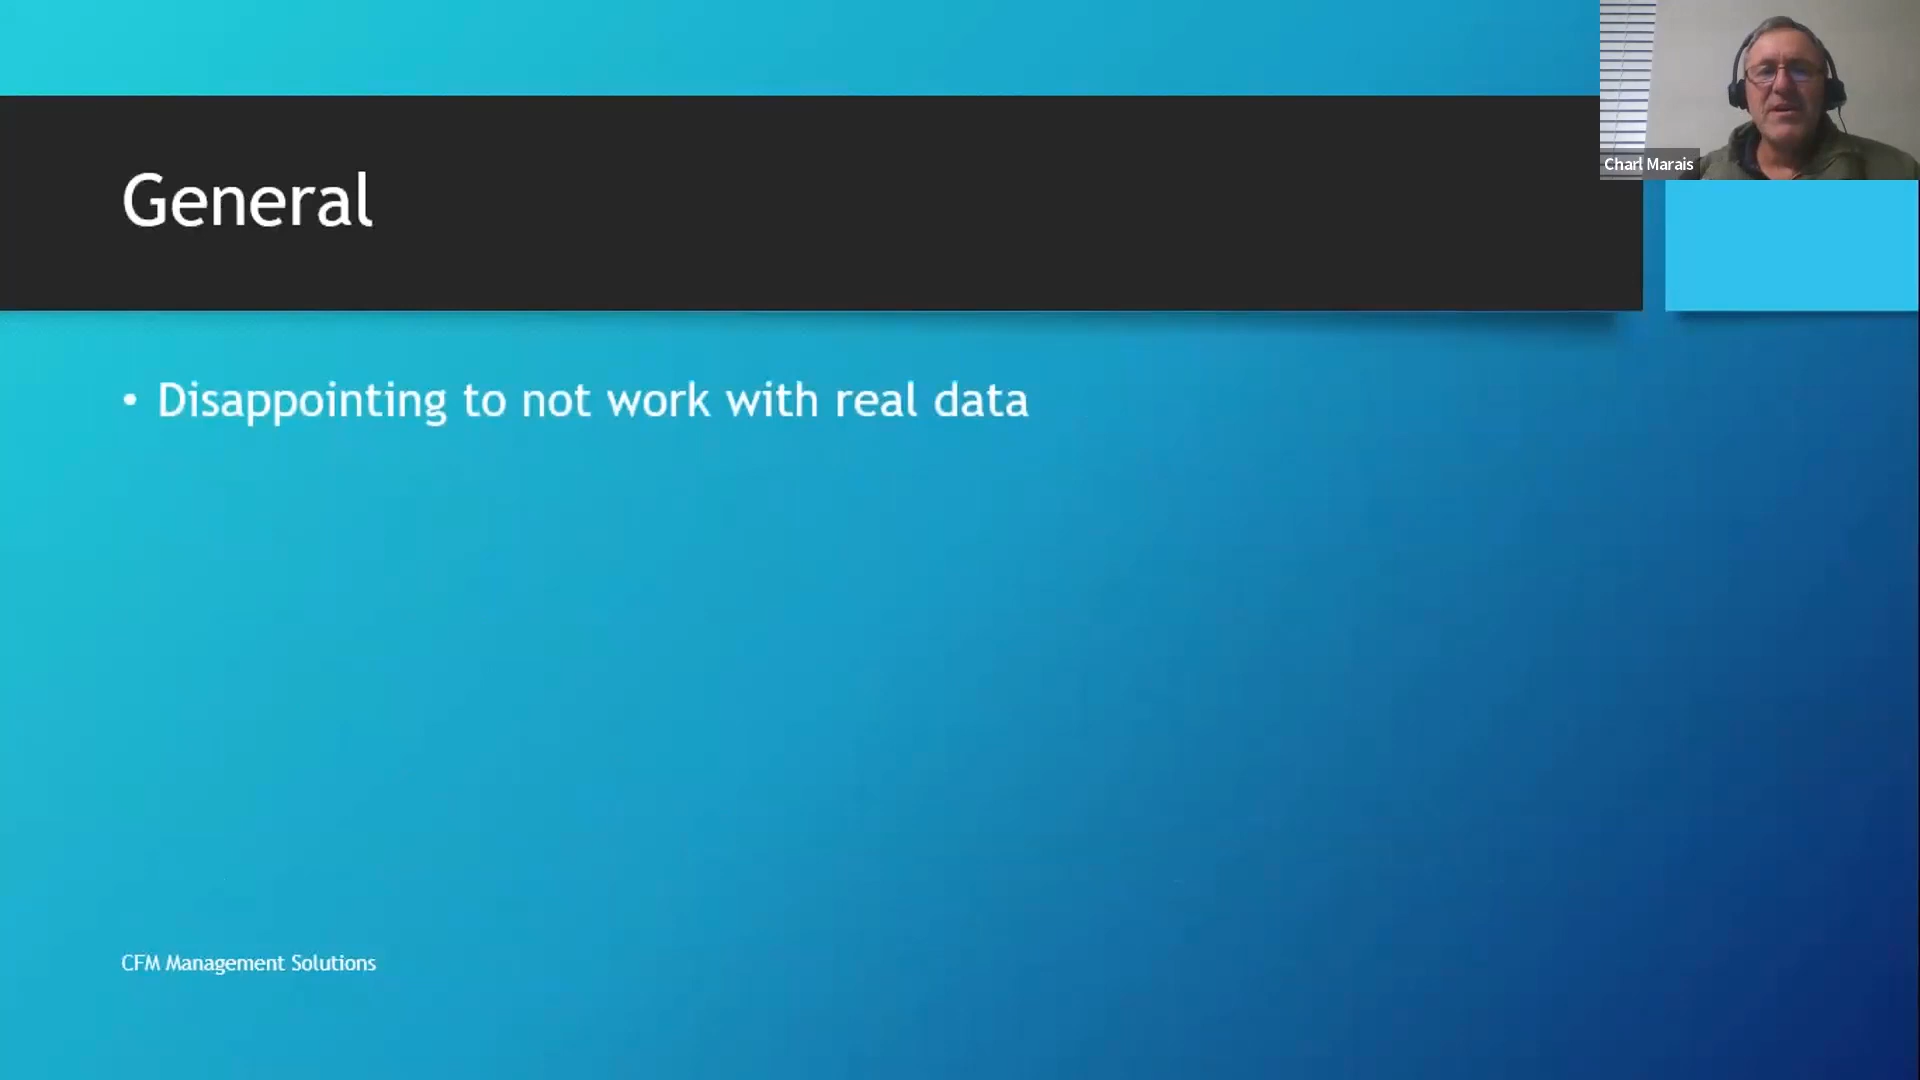 Charl Marais
General
• Disappointing to not work with real data
CFM Management Solutions